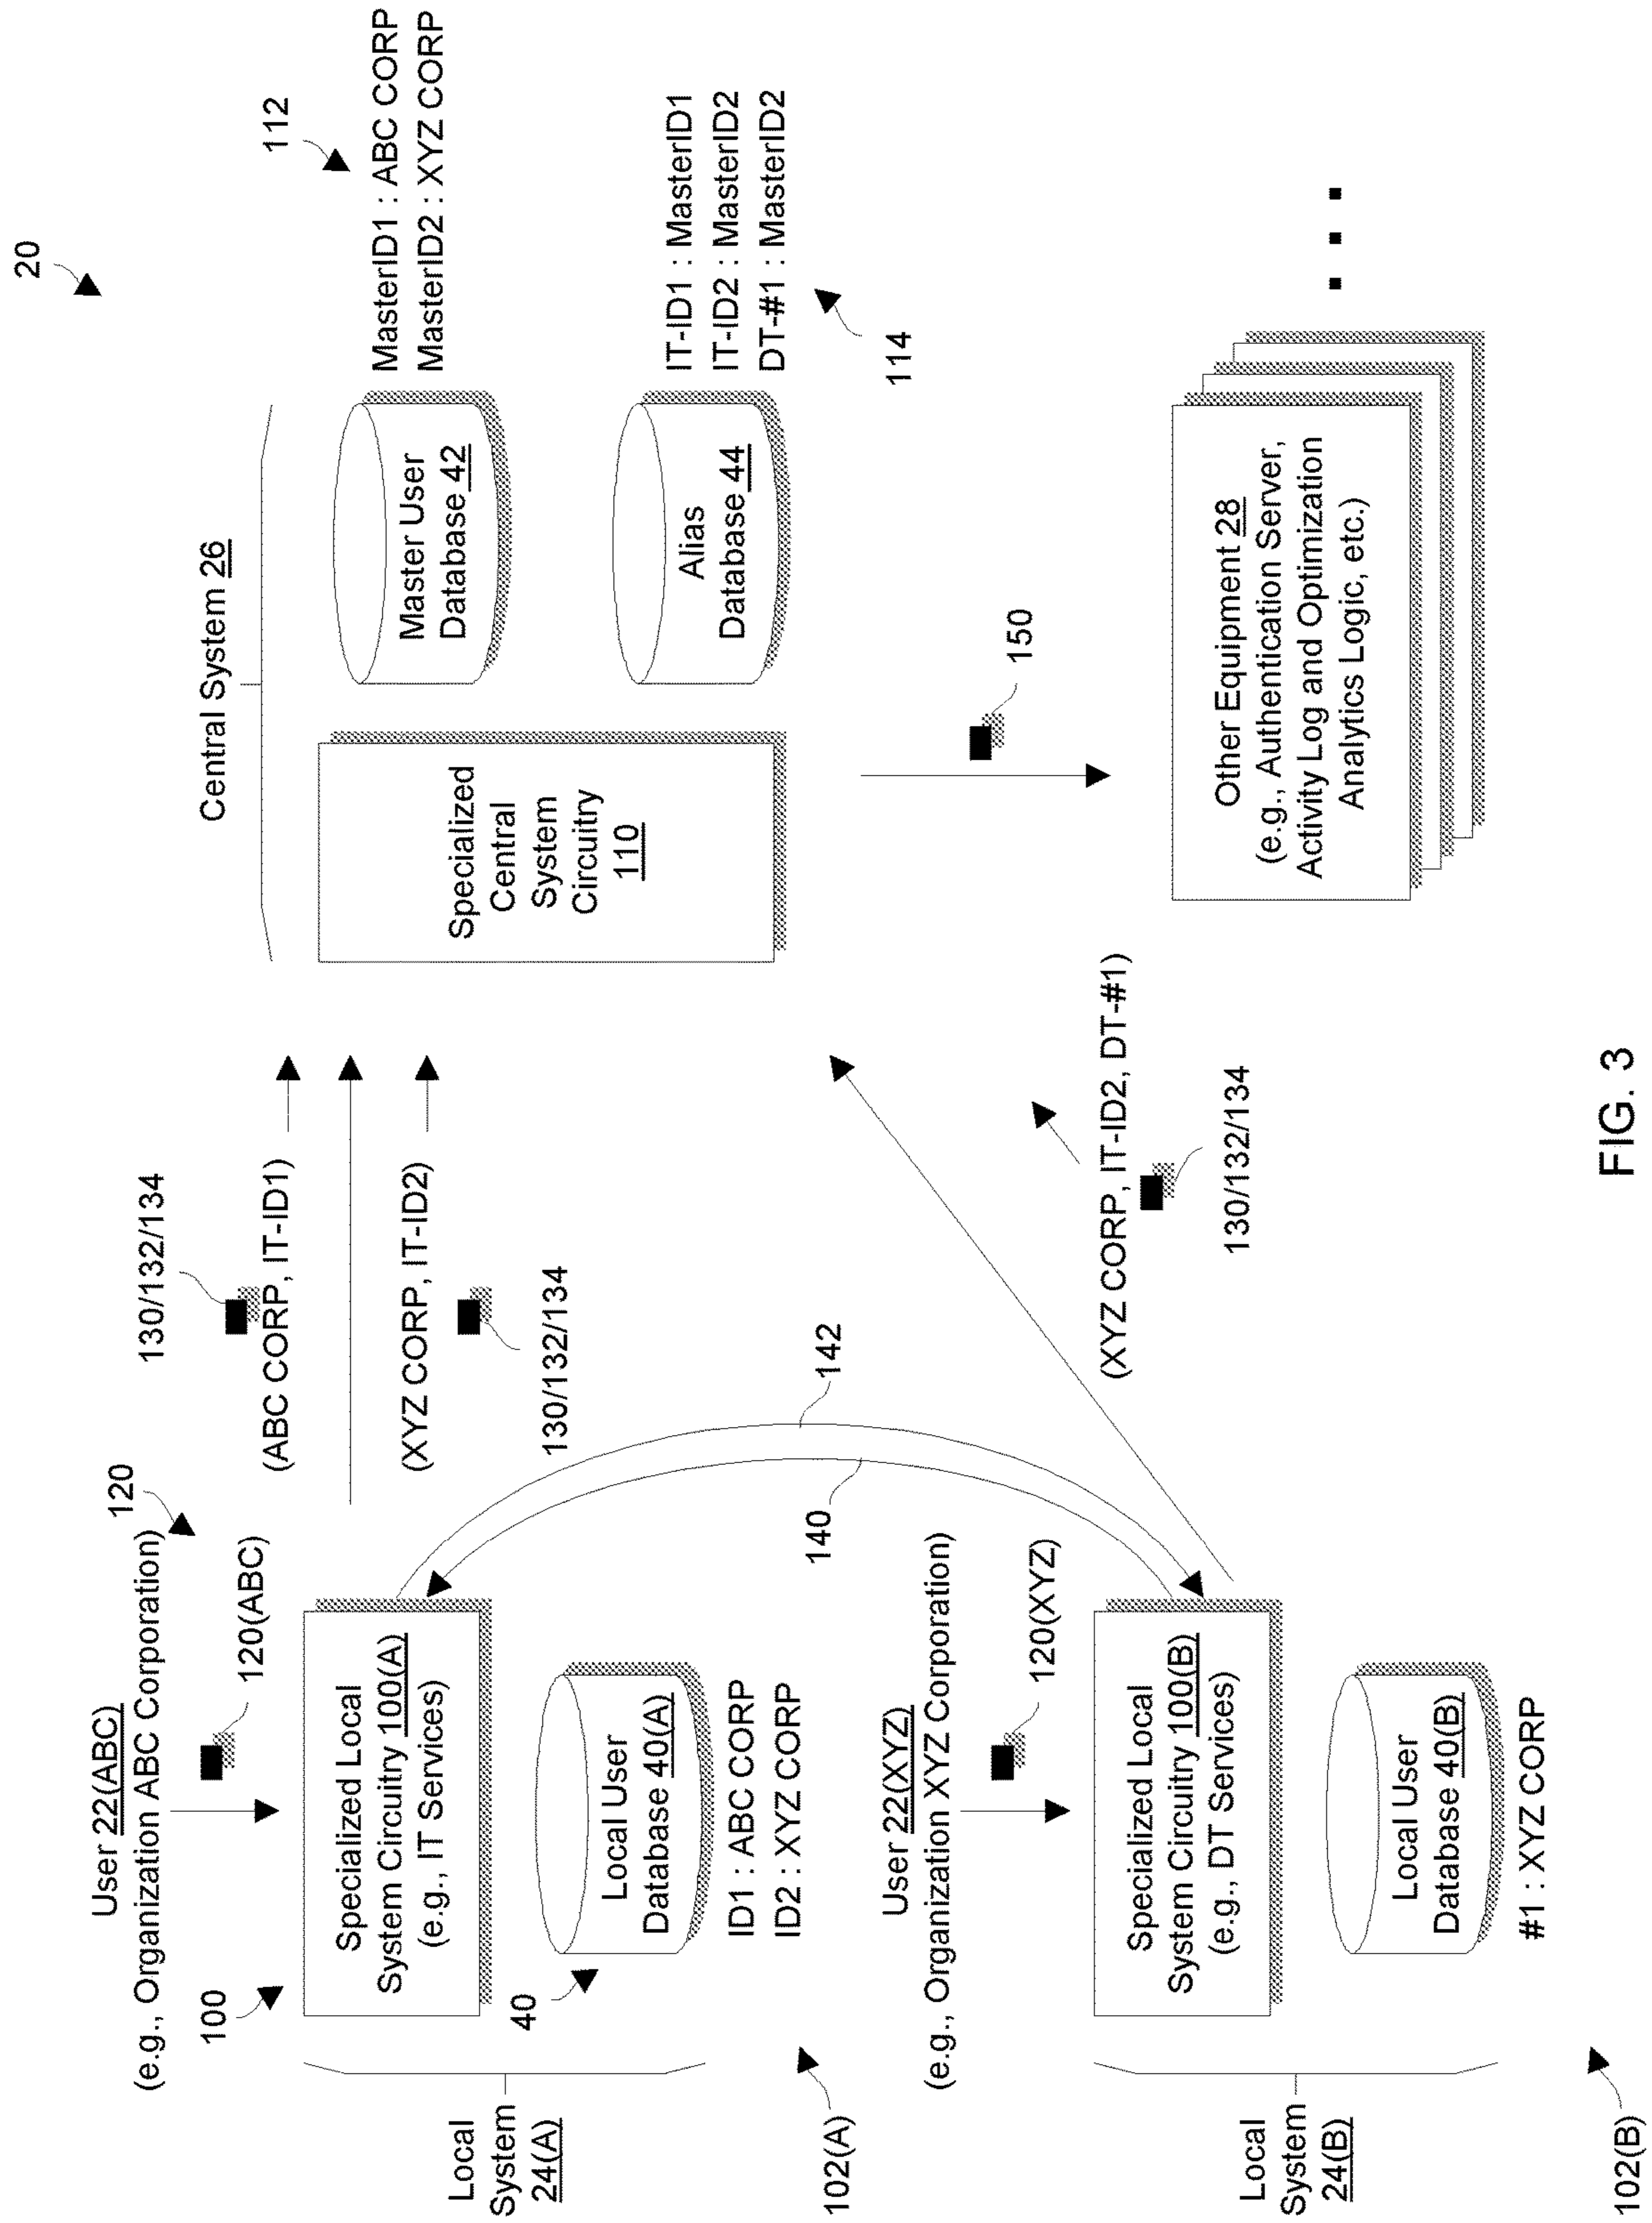 20
User 22(ABC)
(e.g., Organization ABC Corporation)
120
120(ABC)
100
Specialized Local
System Circuitry 100(A)
(e.g., IT Services)
40
Local User
Database 40(A)
ID1 : ABC CORP
ID2 : XYZ CORP
Local
System
24(A)
102(A)
130/132/134
(ABC CORP, IT-ID1)
(XYZ CORP, IT-ID2)
130/132/134
Central System 26
Specialized
Central
System
Circuitry
110
Master User
Database 42
112
MasterID1 : ABC CORP
MasterID2 : XYZ CORP
Alias
Database 44
IT-ID1 : MasterID1
IT-ID2 : MasterID2
DT-#1 : MasterID2
114
140
142
User 22(XYZ)
(e.g., Organization XYZ Corporation)
120(XYZ)
Specialized Local
System Circuitry 100(B)
(e.g., DT Services)
Local User
Database 40(B)
#1 : XYZ CORP
Local
System
24(B)
102(B)
(XYZ CORP, IT-ID2, DT-#1)
130/132/134
150
Other Equipment 28
(e.g., Authentication Server,
Activity Log and Optimization
Analytics Logic, etc.)
FIG. 3